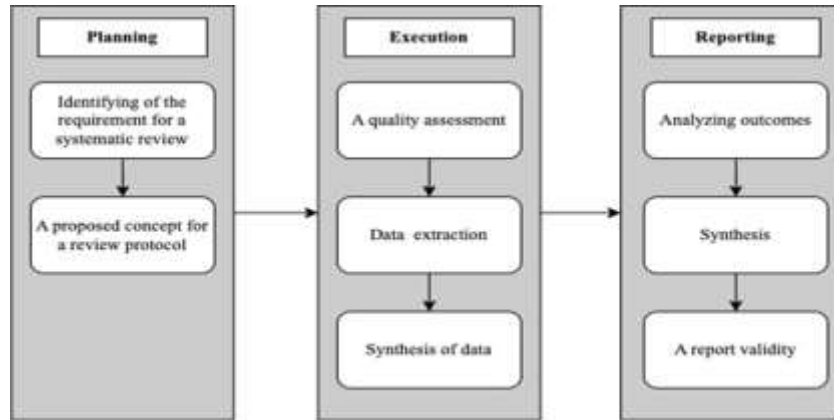 Planning
Identifying of the
requirement for a
systematic review
A proposed concept for
a review protocol
Execution
A quality assessment
Data extraction
Synthesis of data
Reporting
Analyzing outcomes
Synthesis
A report validity